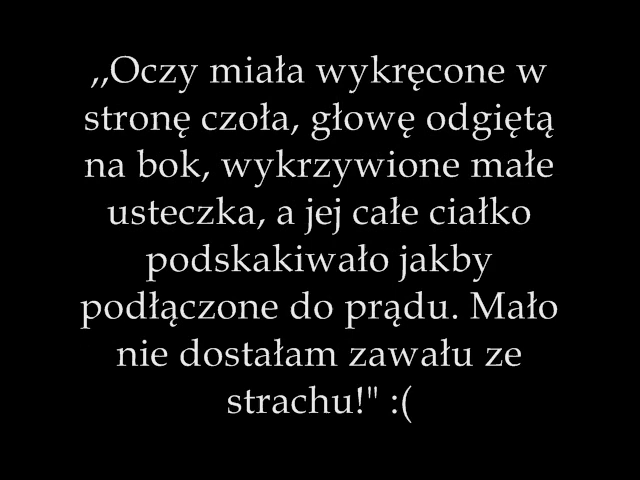 ,,Oczy miała wykręcone w
stronę czoła, głowę odgiętą
na bok, wykrzywione małe
usteczka, a jej całe ciałko
podskakiwało jakby
podłączone do prądu. Mało
nie dostałam zawału ze
strachu!" :(